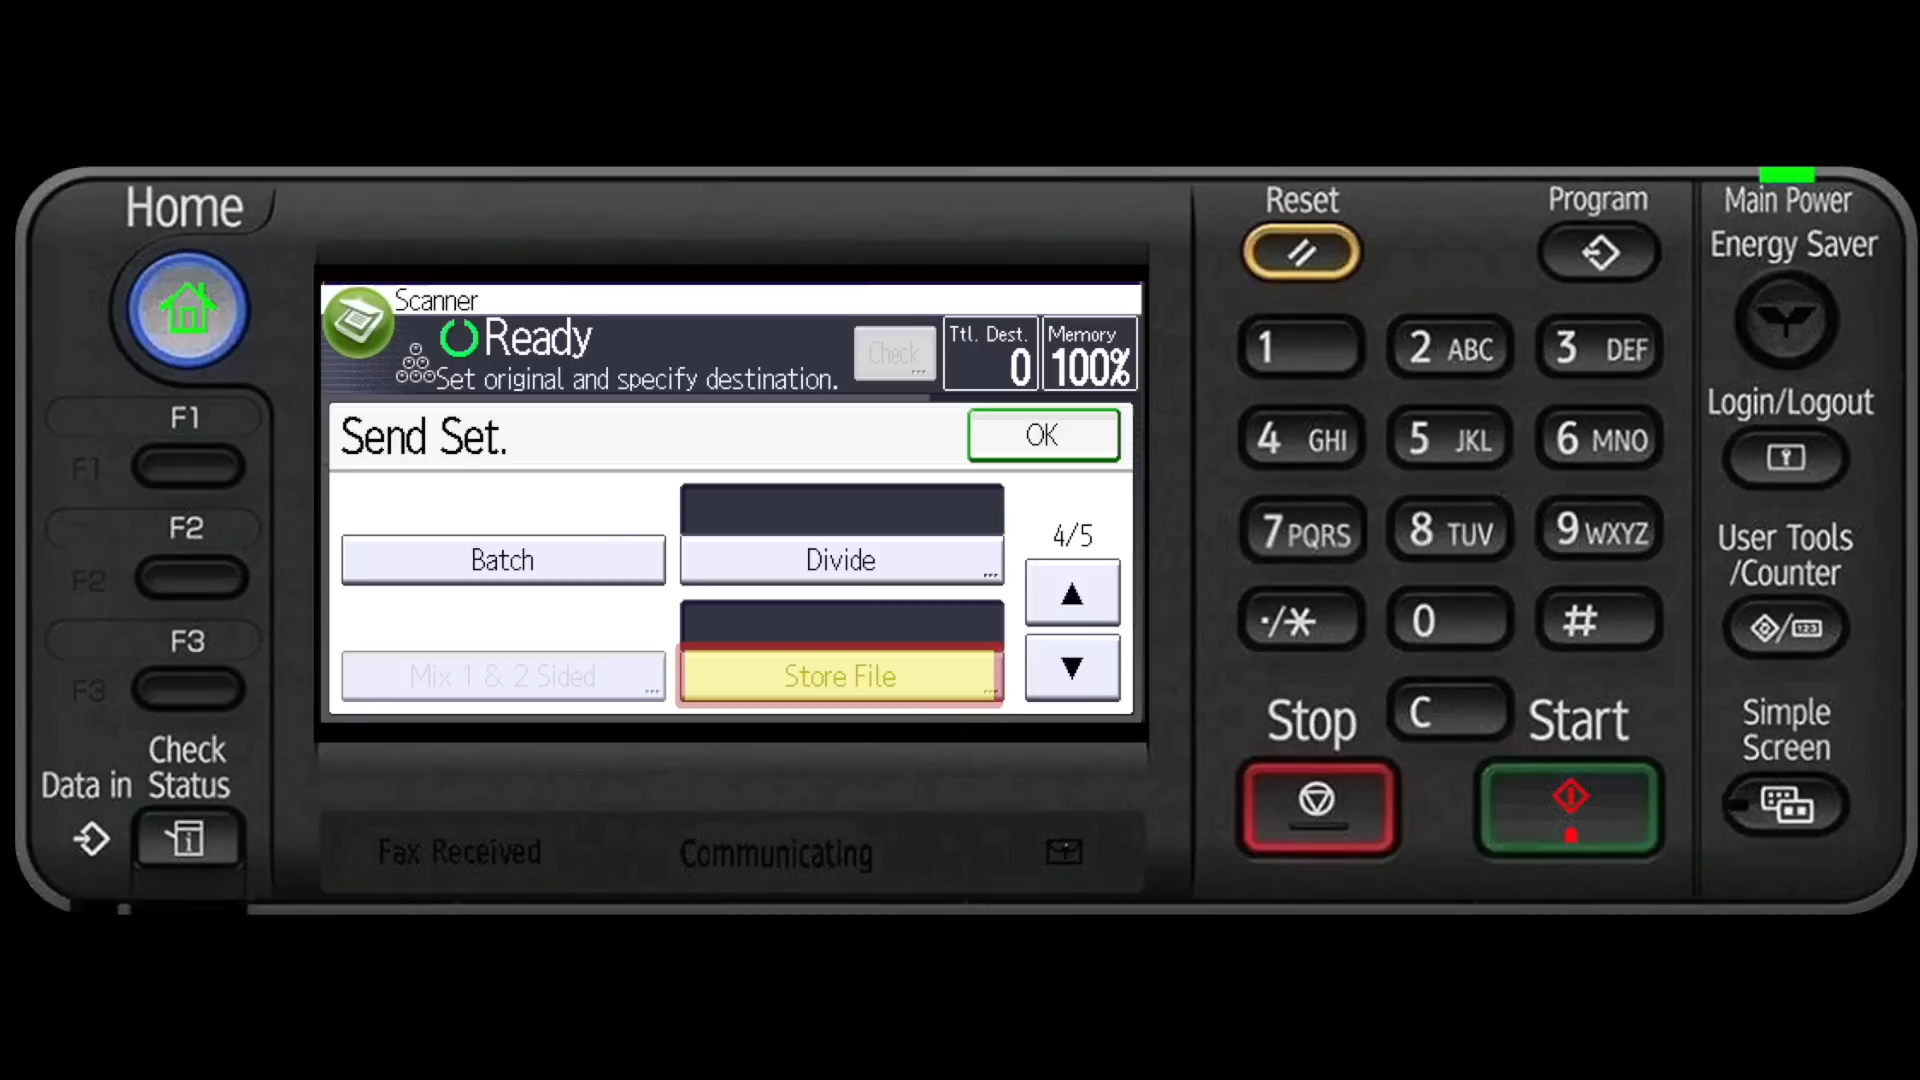 Home
F1
F1
F2
F2
F3
F3
Check
Status
Data in
Scanner
Ready
Set original and specify destination.
Check
Ttl. Dest.
0
Memory
100%
Send Set.
OK
Batch
Divide
4/5
▲
Mix 1 & 2 Sided
Store File
▼
Fax Received
Communicating
Reset
Program
1
2 ABC
3 DEF
4 GHI
5 JKL
6 MNO
7 PQRS
8 TUV
9 WXYZ
·/*
0
#
Stop
C
Start
Main Power
Energy Saver
Login/Logout
User Tools
/Counter
123
Simple
Screen